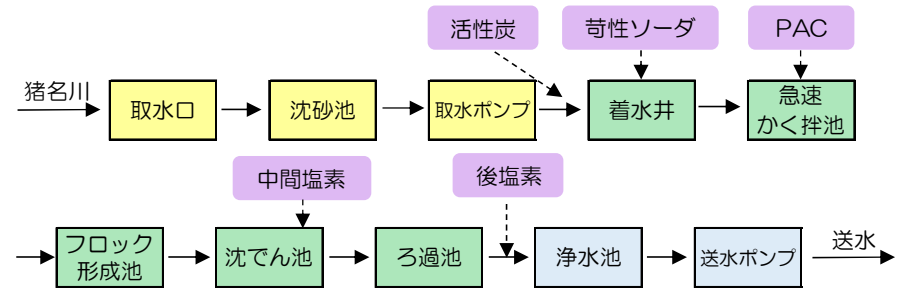 活性炭
苛性ソーダ
PAC
猪名川
取水口
沈砂池
取水ポンプ
着水井
急速
かく拌池
中間塩素
後塩素
フロック
形成池
沈でん池
ろ過池
浄水池
送水ポンプ
送水